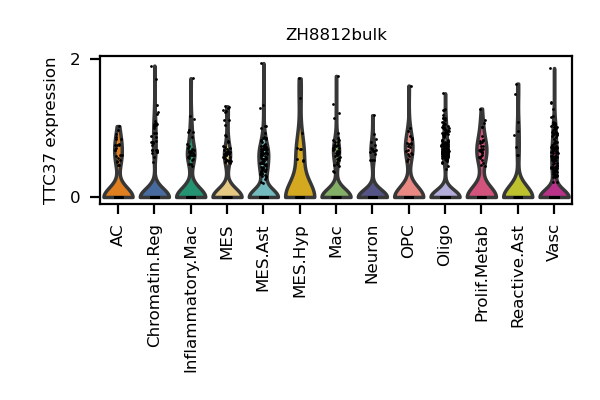 ZH8812bulk
TTC37 expression
2
0
AC
Chromatin.Reg
Inflammatory.Mac
MES
MES.Ast
MES.Hyp
Mac
Neuron
OPC
Oligo
Prolif.Metab
Reactive.Ast
Vasc